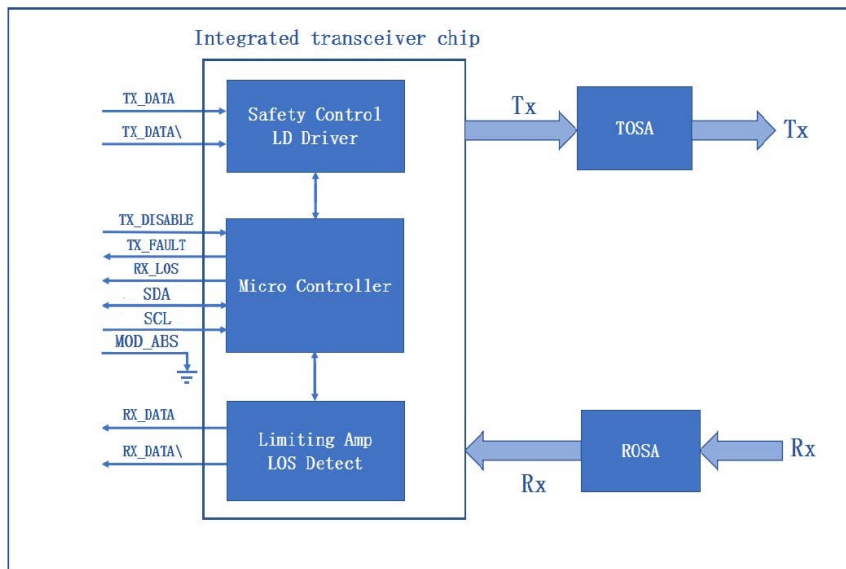 Integrated transceiver chip
TX_DATA
TX_DATA\
Safety Control
LD Driver
Tx
TOSA
Tx
TX_DISABLE
TX_FAULT
RX_LOS
SDA
SCL
MOD_ABS
Micro Controller
RX_DATA
RX_DATA\
Limiting Amp
LOS Detect
Rx
ROSA
Rx